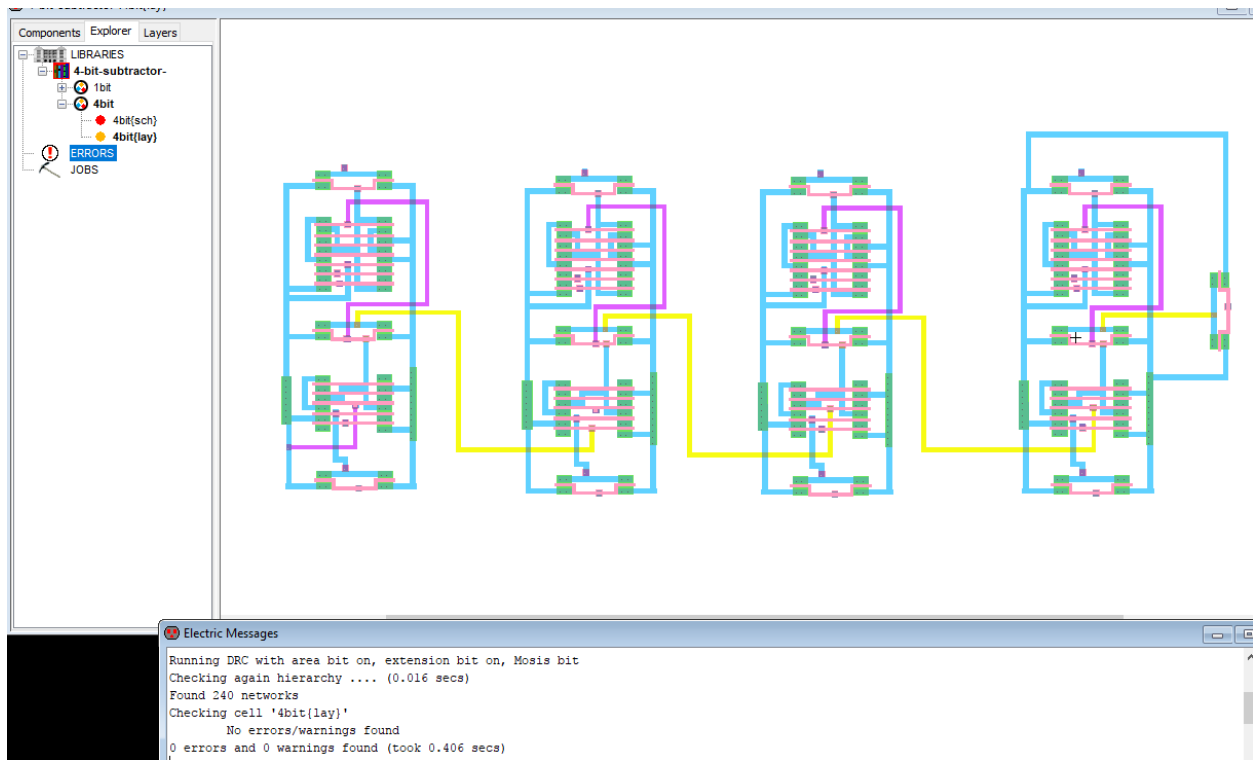 Components Explorer Layers
LIBRARIES
4-bit-subtractor-
1bit
4bit
4bit{sch}
4bit{lay}
ERRORS
JOBS
Electric Messages
Running DRC with area bit on, extension bit on, Mosis bit
Checking again hierarchy .... (0.016 secs)
Found 240 networks
Checking cell '4bit{lay}'
No errors/warnings found
0 errors and 0 warnings found (took 0.406 secs)